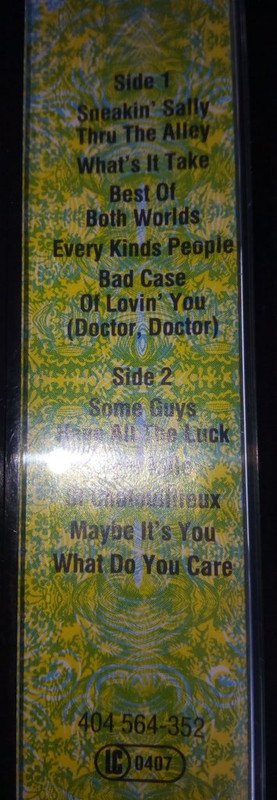 Side 1
Sneakin' Sally
Thru The Alley
What's It Take
Best Of
Both Worlds
Every Kinds People
Bad Case
Of Lovin' You
(Doctor, Doctor)
Side 2
Some Guys
Have All The Luck
Maybe It's You
What Do You Care
404 564-352
LC 0407